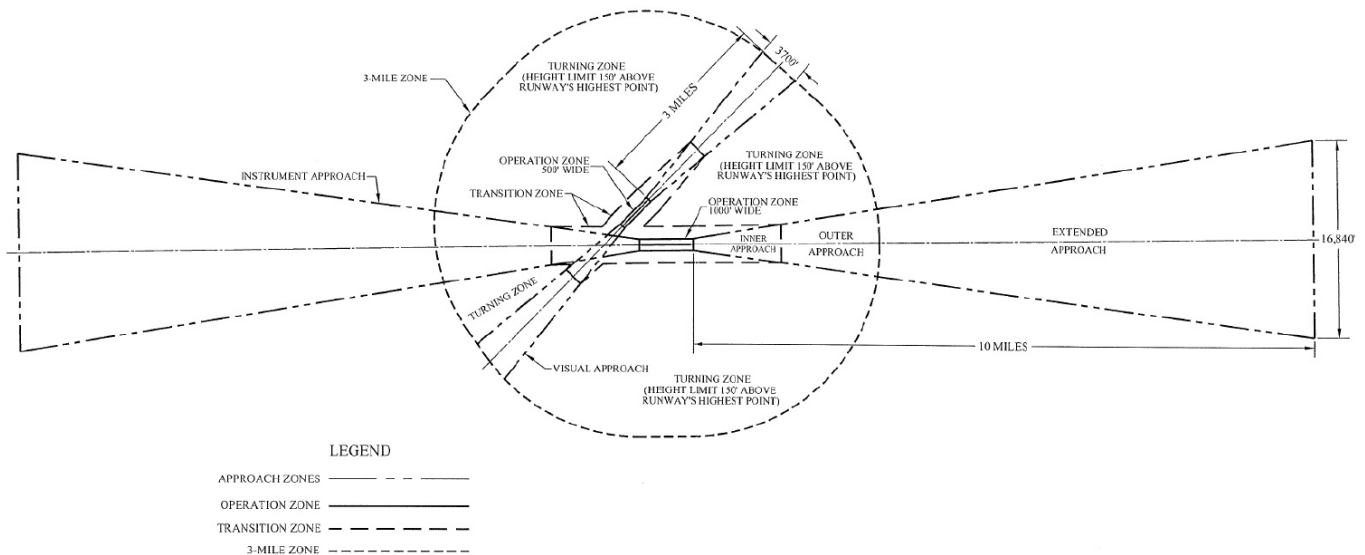 3-MILE ZONE
TURNING ZONE
(HEIGHT LIMIT 150' ABOVE
RUNWAY'S HIGHEST POINT)
3 MILES
3700'
INSTRUMENT APPROACH
OPERATION ZONE
500' WIDE
TRANSITION ZONE
TURNING ZONE
(HEIGHT LIMIT 150' ABOVE
RUNWAY'S HIGHEST POINT)
OPERATION ZONE
1000' WIDE
INNER
APPROACH
OUTER
APPROACH
EXTENDED
APPROACH
16,840'
TURNING ZONE
10 MILES
VISUAL APPROACH
TURNING ZONE
(HEIGHT LIMIT 150' ABOVE
RUNWAY'S HIGHEST POINT)
LEGEND
APPROACH ZONES
OPERATION ZONE
TRANSITION ZONE
3-MILE ZONE